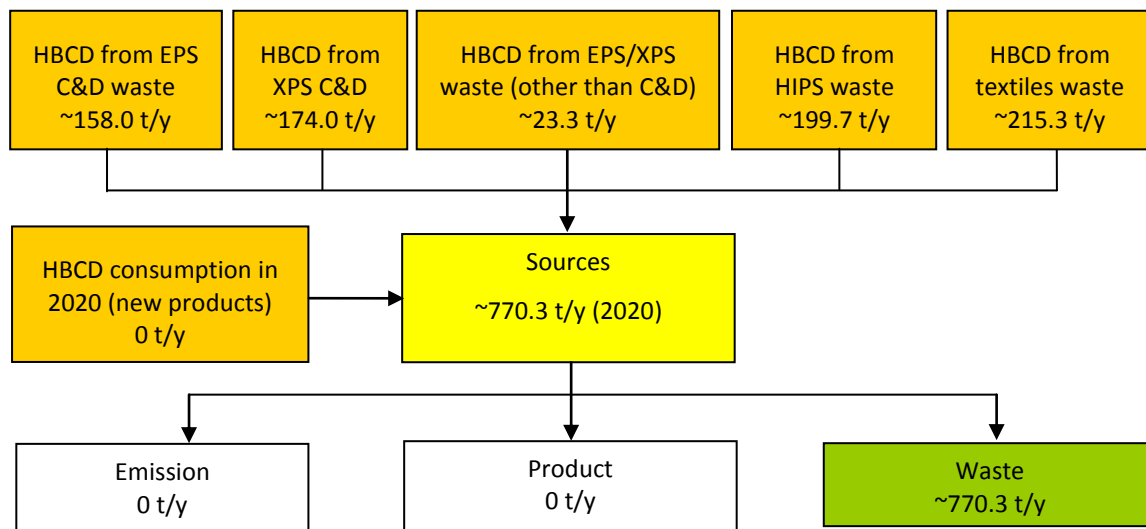 HBCD from EPS
C&D waste
~158.0 t/y
HBCD from
XPS C&D
~174.0 t/y
HBCD from EPS/XPS
waste (other than C&D)
~23.3 t/y
HBCD from
HIPS waste
~199.7 t/y
HBCD from
textiles waste
~215.3 t/y
HBCD consumption in
2020 (new products)
0 t/y
Sources
~770.3 t/y (2020)
Emission
0 t/y
Product
0 t/y
Waste
~770.3 t/y